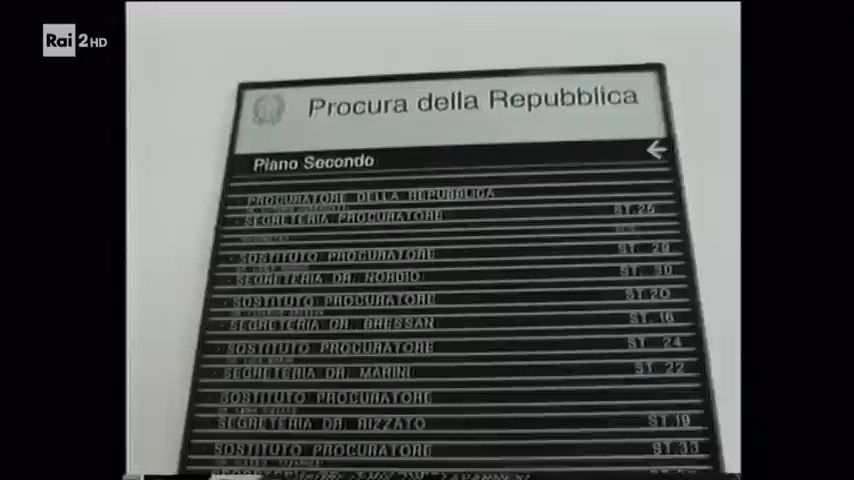 Rai 2HD
Procura della Repubblica
Piano Secondo
PROCURATORE DELLA REPUBBLICA
SEGRETERIA PROCURATORE ST.25
SOSTITUTO PROCURATORE ST. 29
SEGRETERIA DR. NORDIO ST. 30
SOSTITUTO PROCURATORE ST.20
SEGRETERIA DR. BRESSAN ST. 16
SOSTITUTO PROCURATORE ST. 24
SEGRETERIA DR. MARINI ST. 22
SOSTITUTO PROCURATORE
SEGRETERIA DR. RIZZATO ST.19
SOSTITUTO PROCURATORE ST.33